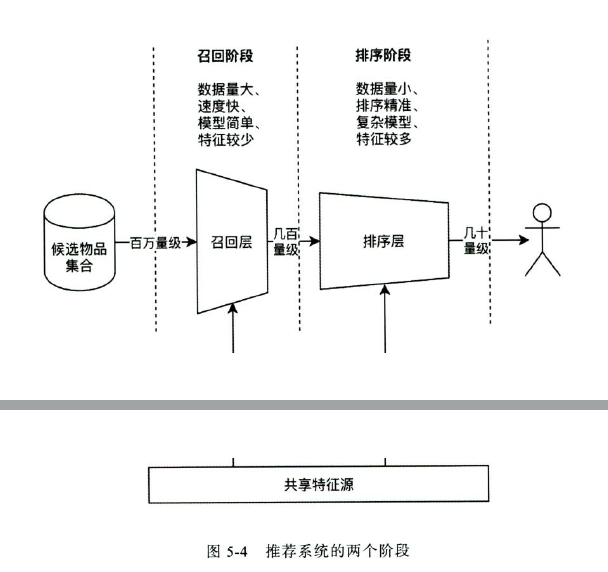 召回阶段
数据量大、
速度快、
模型简单、
特征较少
排序阶段
数据量小、
排序精准、
复杂模型、
特征较多
候选物品
集合
百万量级
召回层
几百
量级
排序层
几十
量级
共享特征源
图 5-4 推荐系统的两个阶段